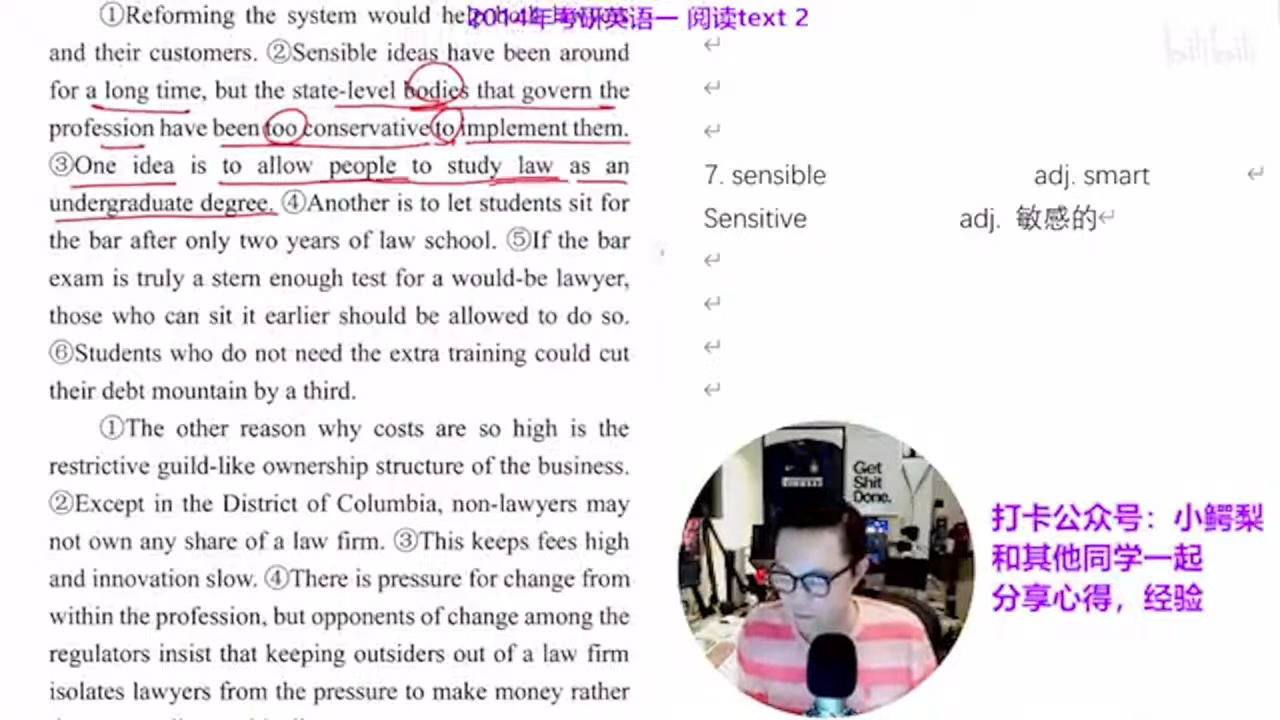 ①Reforming the system would help both lawyers
2014年考研英语一 阅读text 2
and their customers. ②Sensible ideas have been around
for a long time, but the state-level bodies that govern the
profession have been too conservative to implement them.
③One idea is to allow people to study law as an
undergraduate degree. ④Another is to let students sit for
the bar after only two years of law school. ⑤If the bar
exam is truly a stern enough test for a would-be lawyer,
those who can sit it earlier should be allowed to do so.
⑥Students who do not need the extra training could cut
their debt mountain by a third.
①The other reason why costs are so high is the
restrictive guild-like ownership structure of the business.
②Except in the District of Columbia, non-lawyers may
not own any share of a law firm. ③This keeps fees high
and innovation slow. ④There is pressure for change from
within the profession, but opponents of change among the
regulators insist that keeping outsiders out of a law firm
isolates lawyers from the pressure to make money rather
bilibili
7. sensible adj. smart
Sensitive adj. 敏感的
Get
Shit
Done.
打卡公众号：小鳄梨
和其他同学一起
分享心得，经验